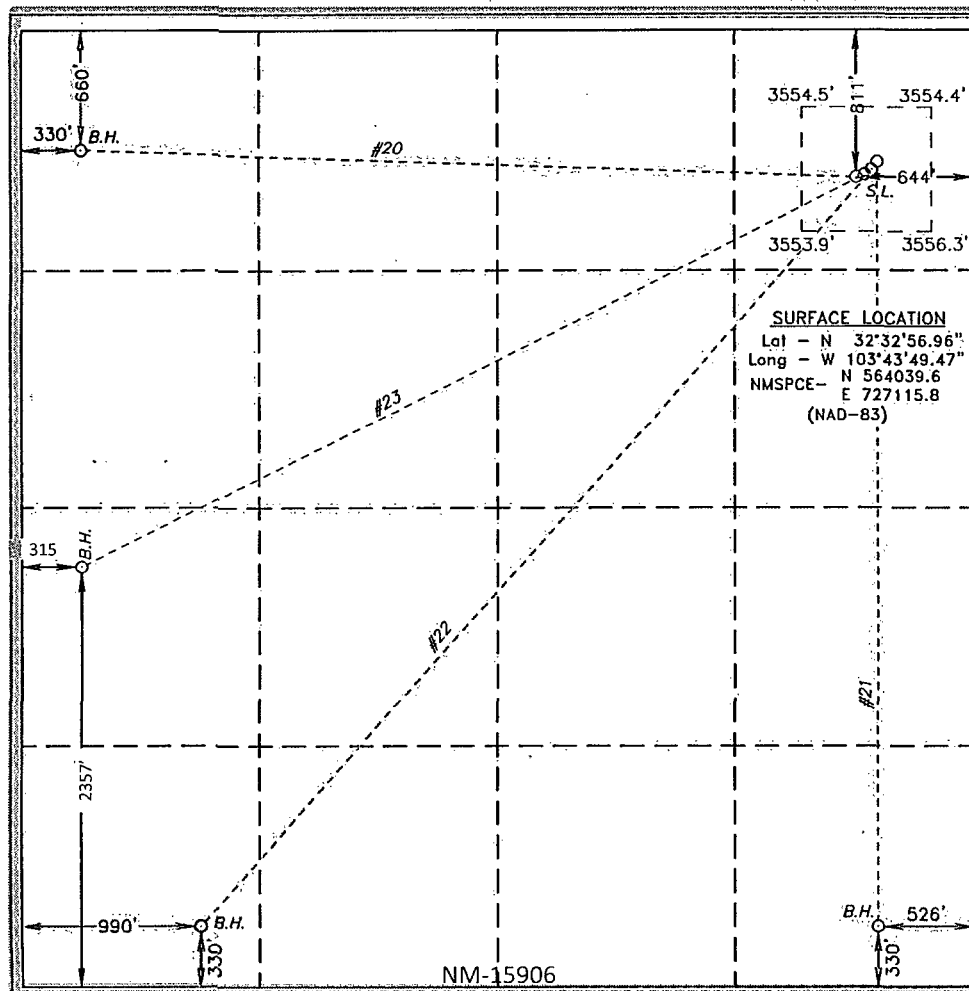 660'
811'
3554.5'
3554.4'
330'
B.H.
#20
644'
S.L.
3553.9'
3556.3'
SURFACE LOCATION
Lat - N 32°32'56.96"
Long - W 103°43'49.47"
NMSPCE- N 564039.6
E 727115.8
(NAD-83)
#23
B.H.
315
#22
#21
2357'
990'
B.H.
330'
B.H.
526'
330'
NM-15906